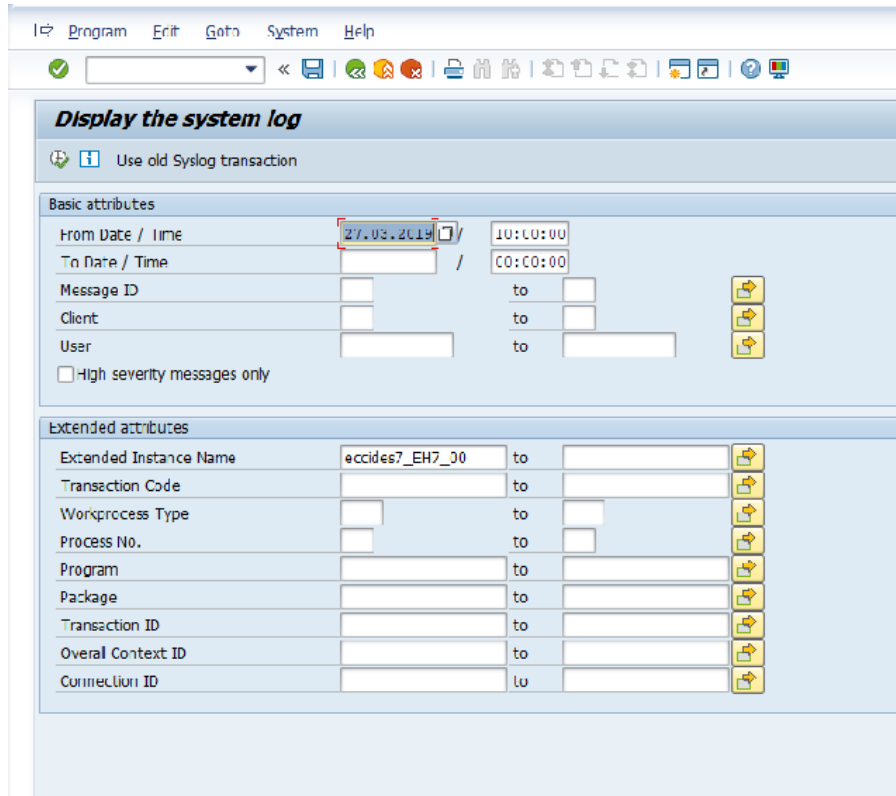 Program Edit Goto System Help
Display the system log
Use old Syslog transaction
Basic attributes
From Date / Time 27.03.2019 / 10:00:00
To Date / Time / 00:00:00
Message ID to
Client to
User to
High severity messages only
Extended attributes
Extended Instance Name eccides7_EH7_00 to
Transaction Code to
Workprocess Type to
Process No. to
Program to
Package to
Transaction ID to
Overall Context ID to
Connection ID to